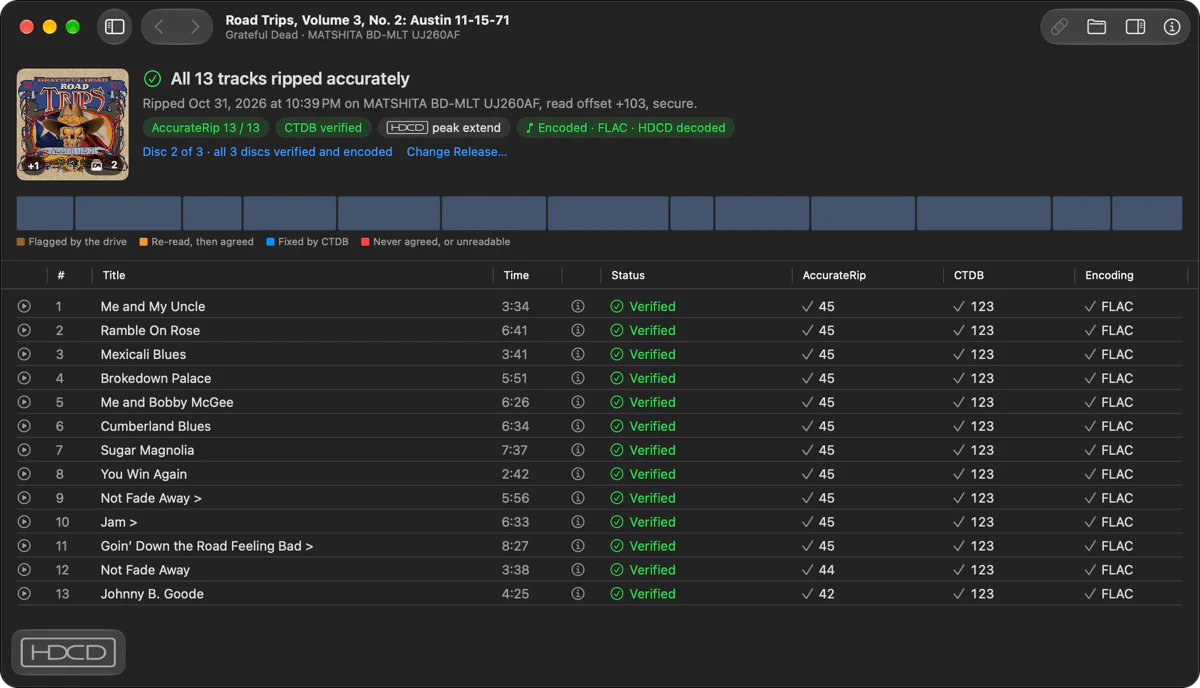 Road Trips, Volume 3, No. 2: Austin 11-15-71
Grateful Dead · MATSHITA BD-MLT UJ260AF
GRATEFUL DEAD
ROAD
TRIPS
+1
2
All 13 tracks ripped accurately
Ripped Oct 31, 2026 at 10:39 PM on MATSHITA BD-MLT UJ260AF, read offset +103, secure.
AccurateRip 13 / 13 CTDB verified HDCD peak extend Encoded · FLAC · HDCD decoded
Disc 2 of 3 · all 3 discs verified and encoded Change Release…
Flagged by the drive Re-read, then agreed Fixed by CTDB Never agreed, or unreadable
# Title Time Status AccurateRip CTDB Encoding
1 Me and My Uncle 3:34 Verified 45 123 FLAC
2 Ramble On Rose 6:41 Verified 45 123 FLAC
3 Mexicali Blues 3:41 Verified 45 123 FLAC
4 Brokedown Palace 5:51 Verified 45 123 FLAC
5 Me and Bobby McGee 6:26 Verified 45 123 FLAC
6 Cumberland Blues 6:34 Verified 45 123 FLAC
7 Sugar Magnolia 7:37 Verified 45 123 FLAC
8 You Win Again 2:42 Verified 45 123 FLAC
9 Not Fade Away > 5:56 Verified 45 123 FLAC
10 Jam > 6:33 Verified 45 123 FLAC
11 Goin’ Down the Road Feeling Bad > 8:27 Verified 45 123 FLAC
12 Not Fade Away 3:38 Verified 44 123 FLAC
13 Johnny B. Goode 4:25 Verified 42 123 FLAC
HDCD